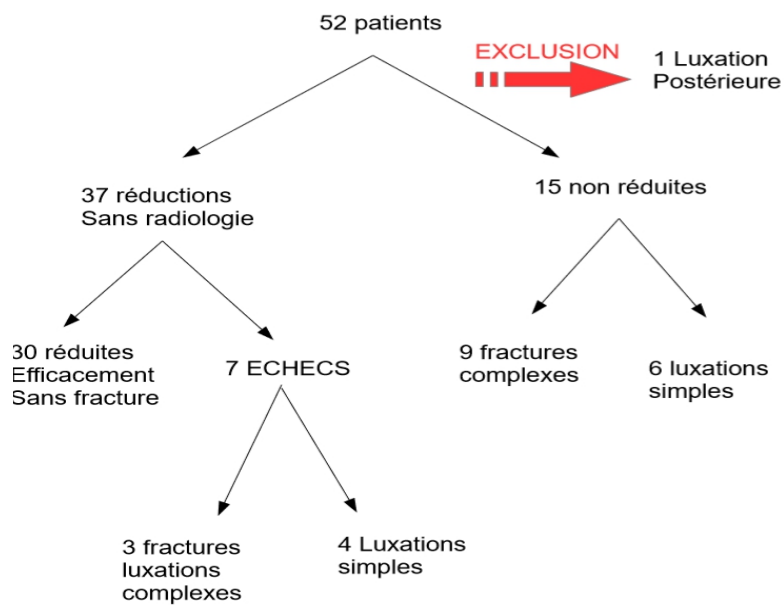 52 patients
EXCLUSION
1 Luxation
Postérieure
37 réductions
Sans radiologie
15 non réduites
30 réduites
Efficacement
Sans fracture
7 ECHECS
9 fractures
complexes
6 luxations
simples
3 fractures
luxations
complexes
4 Luxations
simples